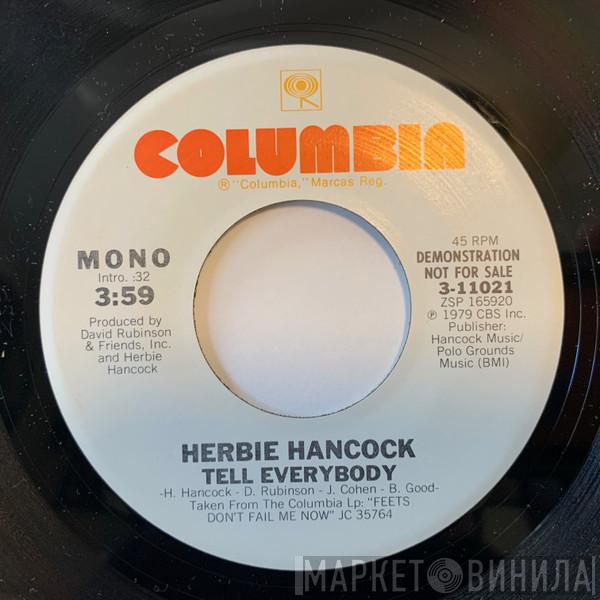 COLUMBIA
® "Columbia," Marcas Reg.
MONO
Intro. :32
3:59
Produced by
David Rubinson
& Friends, Inc.
and Herbie
Hancock
45 RPM
DEMONSTRATION
NOT FOR SALE
3-11021
ZSP 165920
℗ 1979 CBS Inc.
Publisher:
Hancock Music/
Polo Grounds
Music (BMI)
HERBIE HANCOCK
TELL EVERYBODY
-H. Hancock - D. Rubinson - J. Cohen - B. Good-
Taken From The Columbia Lp: "FEETS
DON'T FAIL ME NOW" JC 35764
МАРКЕТ ВИНИЛА